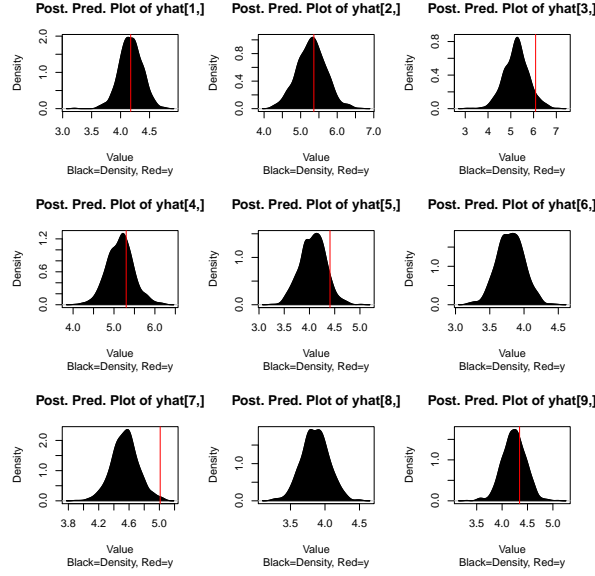 Post. Pred. Plot of yhat[1,]
Density
0.0 1.0 2.0
3.0 3.5 4.0 4.5
Value
Black=Density, Red=y
Post. Pred. Plot of yhat[2,]
Density
0.0 0.4 0.8
4.0 5.0 6.0 7.0
Value
Black=Density, Red=y
Post. Pred. Plot of yhat[3,]
Density
0.0 0.4 0.8
3 4 5 6 7
Value
Black=Density, Red=y
Post. Pred. Plot of yhat[4,]
Density
0.0 0.6 1.2
4.0 5.0 6.0
Value
Black=Density, Red=y
Post. Pred. Plot of yhat[5,]
Density
0.0 1.0
3.0 3.5 4.0 4.5 5.0
Value
Black=Density, Red=y
Post. Pred. Plot of yhat[6,]
Density
0.0 1.0
3.0 3.5 4.0 4.5
Value
Black=Density, Red=y
Post. Pred. Plot of yhat[7,]
Density
0.0 1.0 2.0
3.8 4.2 4.6 5.0
Value
Black=Density, Red=y
Post. Pred. Plot of yhat[8,]
Density
0.0 1.0
3.5 4.0 4.5
Value
Black=Density, Red=y
Post. Pred. Plot of yhat[9,]
Density
0.0 1.0
3.5 4.0 4.5 5.0
Value
Black=Density, Red=y